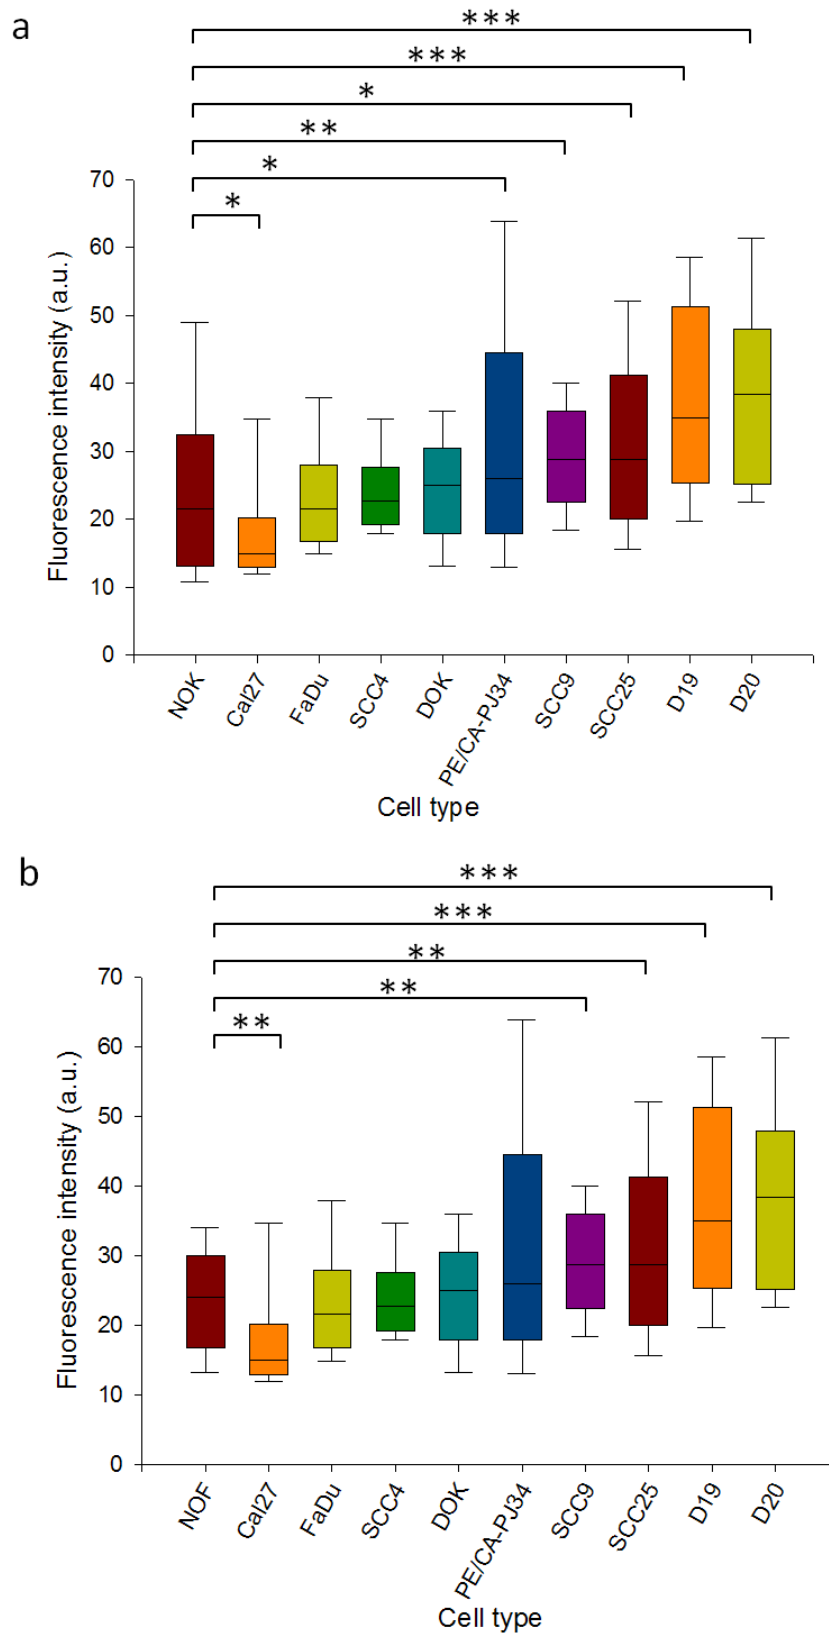 a
***
***
*
**
*
*
70
60
50
40
30
20
10
0
Fluorescence intensity (a.u.)
NOK
Cal27
FaDu
SCC4
DOK
PE/CA-PJ34
SCC9
SCC25
D19
D20
Cell type
b
***
***
**
**
**
70
60
50
40
30
20
10
0
Fluorescence intensity (a.u.)
NOF
Cal27
FaDu
SCC4
DOK
PE/CA-PJ34
SCC9
SCC25
D19
D20
Cell type